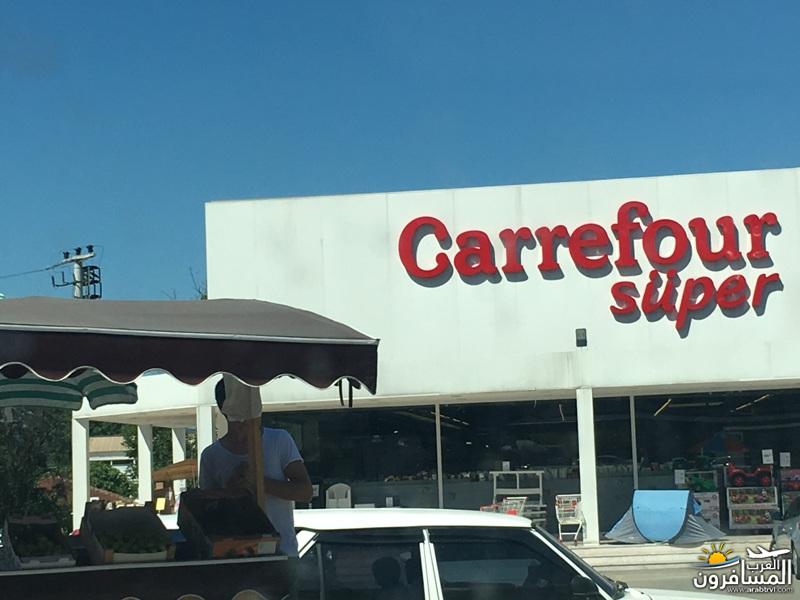 Carrefour
süper
العرب
المسافرون
www.arabtrvl.com